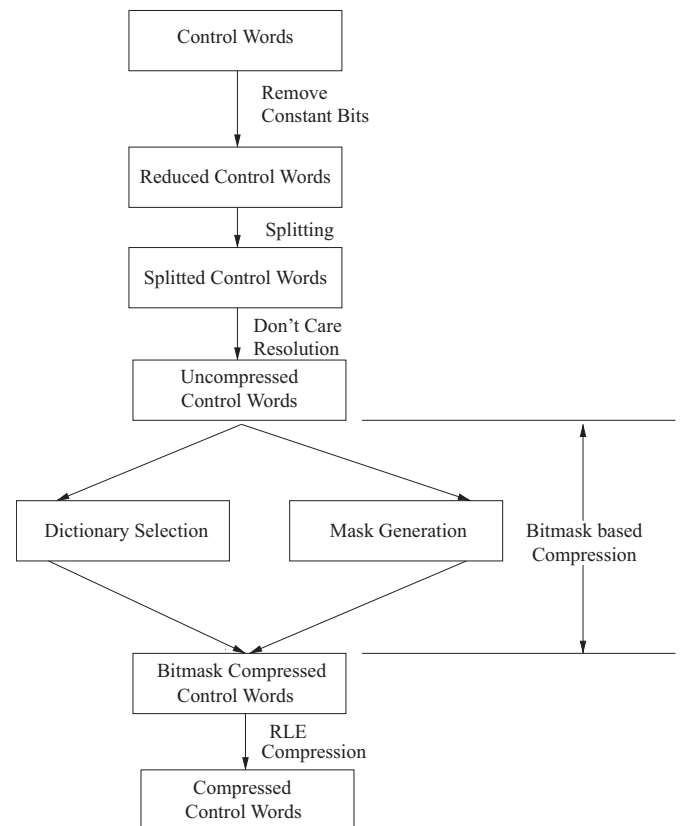 Control Words
Remove
Constant Bits
Reduced Control Words
Splitting
Splitted Control Words
Don't Care
Resolution
Uncompressed
Control Words
Dictionary Selection
Mask Generation
Bitmask based
Compression
Bitmask Compressed
Control Words
RLE
Compression
Compressed
Control Words